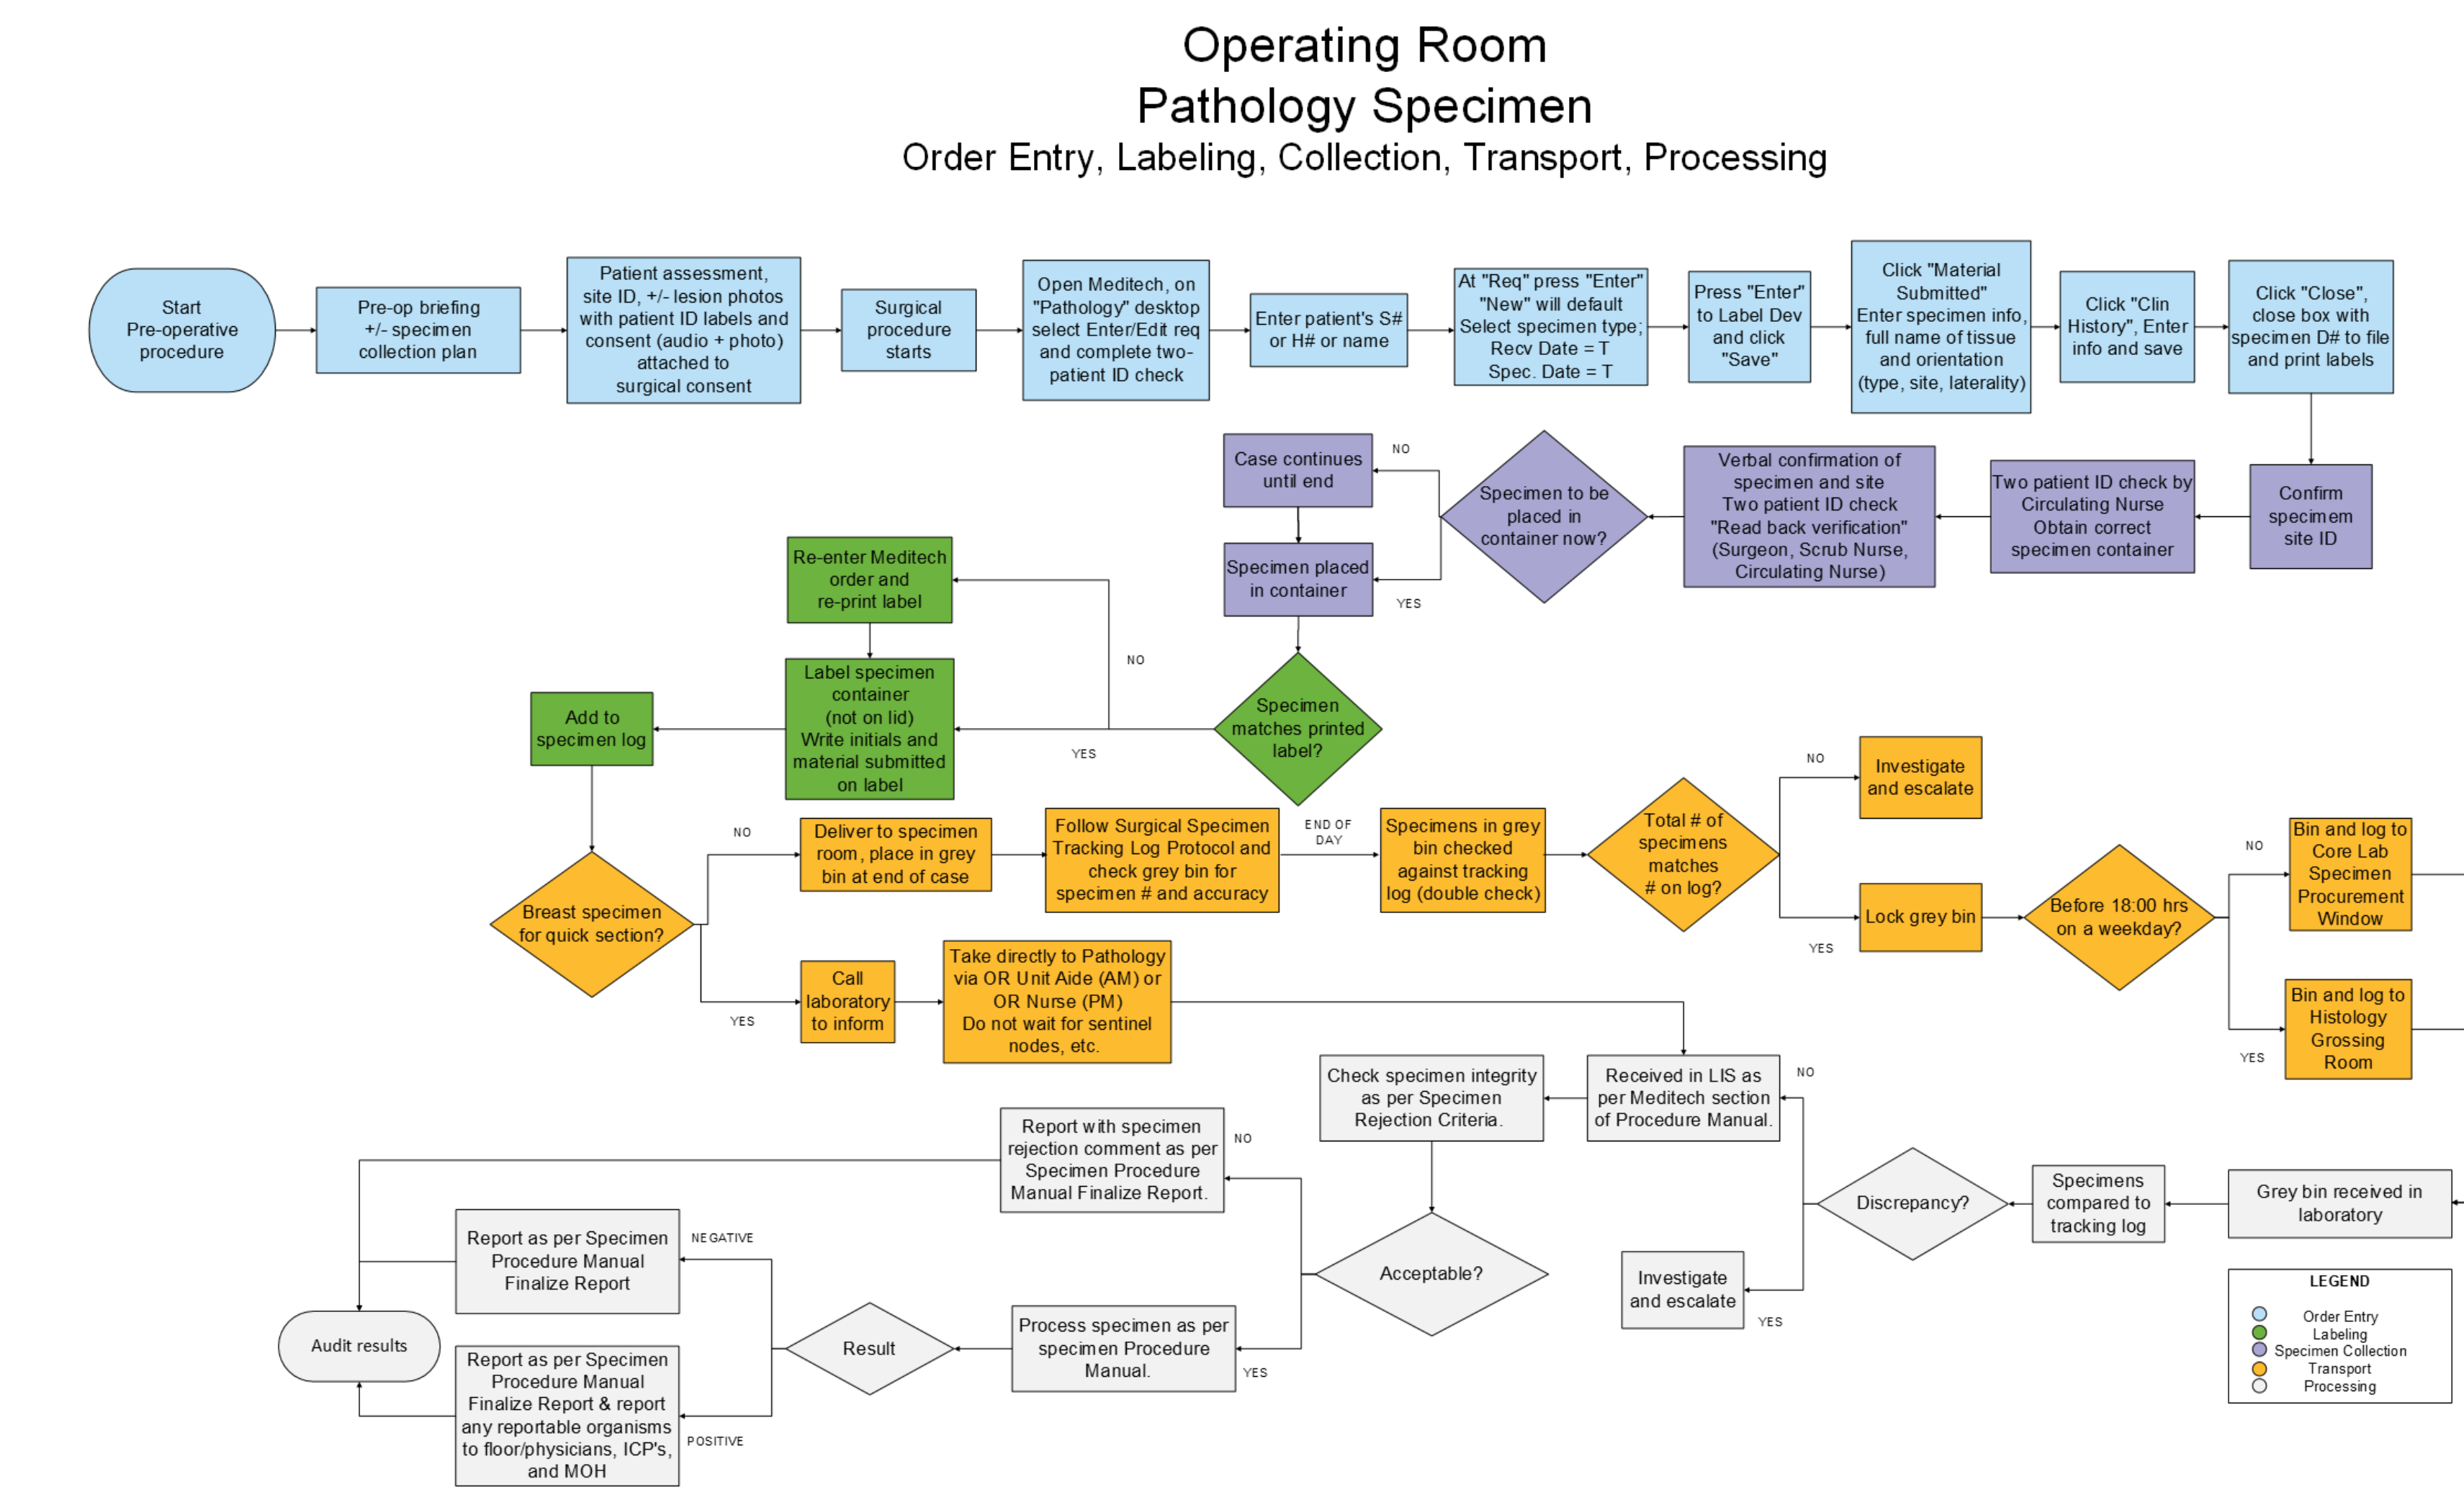 Operating Room
Pathology Specimen
Order Entry, Labeling, Collection, Transport, Processing
Start
Pre-operative
procedure
Pre-op briefing
+/- specimen
collection plan
Patient assessment,
site ID, +/- lesion photos
with patient ID labels and
consent (audio + photo)
attached to
surgical consent
Surgical
procedure
starts
Open Meditech, on
"Pathology" desktop
select Enter/Edit req
and complete two-
patient ID check
Enter patient's S#
or H# or name
At "Req" press "Enter"
"New" will default
Select specimen type;
Recv Date = T
Spec. Date = T
Press "Enter"
to Label Dev
and click
"Save"
Click "Material
Submitted"
Enter specimen info,
full name of tissue
and orientation
(type, site, laterality)
Click "Clin
History", Enter
info and save
Click "Close",
close box with
specimen D# to file
and print labels
Confirm
specimem
site ID
Two patient ID check by
Circulating Nurse
Obtain correct
specimen container
Verbal confirmation of
specimen and site
Two patient ID check
"Read back verification"
(Surgeon, Scrub Nurse,
Circulating Nurse)
Specimen to be
placed in
container now?
NO
Case continues
until end
YES
Specimen placed
in container
Specimen
matches printed
label?
NO
Re-enter Meditech
order and
re-print label
YES
Label specimen
container
(not on lid)
Write initials and
material submitted
on label
Add to
specimen log
Breast specimen
for quick section?
NO
Deliver to specimen
room, place in grey
bin at end of case
Follow Surgical Specimen
Tracking Log Protocol and
check grey bin for
specimen # and accuracy
END OF
DAY
Specimens in grey
bin checked
against tracking
log (double check)
Total # of
specimens
matches
# on log?
NO
Investigate
and escalate
YES
Lock grey bin
Before 18:00 hrs
on a weekday?
NO
Bin and log to
Core Lab
Specimen
Procurement
Window
YES
Bin and log to
Histology
Grossing
Room
YES
Call
laboratory
to inform
Take directly to Pathology
via OR Unit Aide (AM) or
OR Nurse (PM)
Do not wait for sentinel
nodes, etc.
Grey bin received in
laboratory
Specimens
compared to
tracking log
Discrepancy?
NO
Received in LIS as
per Meditech section
of Procedure Manual.
YES
Investigate
and escalate
Check specimen integrity
as per Specimen
Rejection Criteria.
Acceptable?
NO
Report with specimen
rejection comment as per
Specimen Procedure
Manual Finalize Report.
YES
Process specimen as per
specimen Procedure
Manual.
Result
NEGATIVE
Report as per Specimen
Procedure Manual
Finalize Report
POSITIVE
Report as per Specimen
Procedure Manual
Finalize Report & report
any reportable organisms
to floor/physicians, ICP's,
and MOH
Audit results
LEGEND
Order Entry
Labeling
Specimen Collection
Transport
Processing